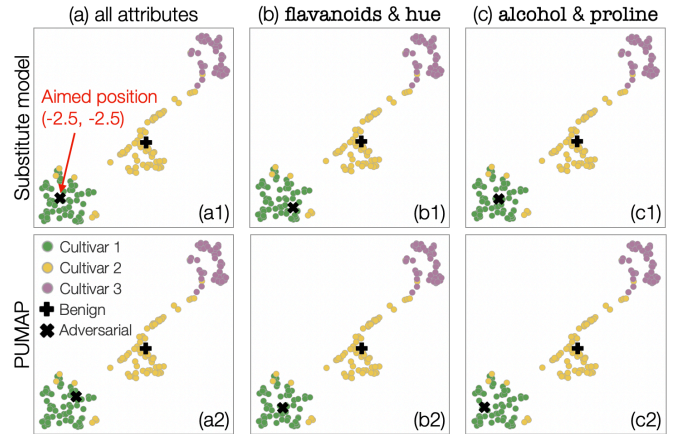 (a) all attributes
(b) flavanoids & hue
(c) alcohol & proline
Substitute model
Aimed position
(-2.5, -2.5)
(a1)
(b1)
(c1)
PUMAP
Cultivar 1
Cultivar 2
Cultivar 3
Benign
Adversarial
(a2)
(b2)
(c2)